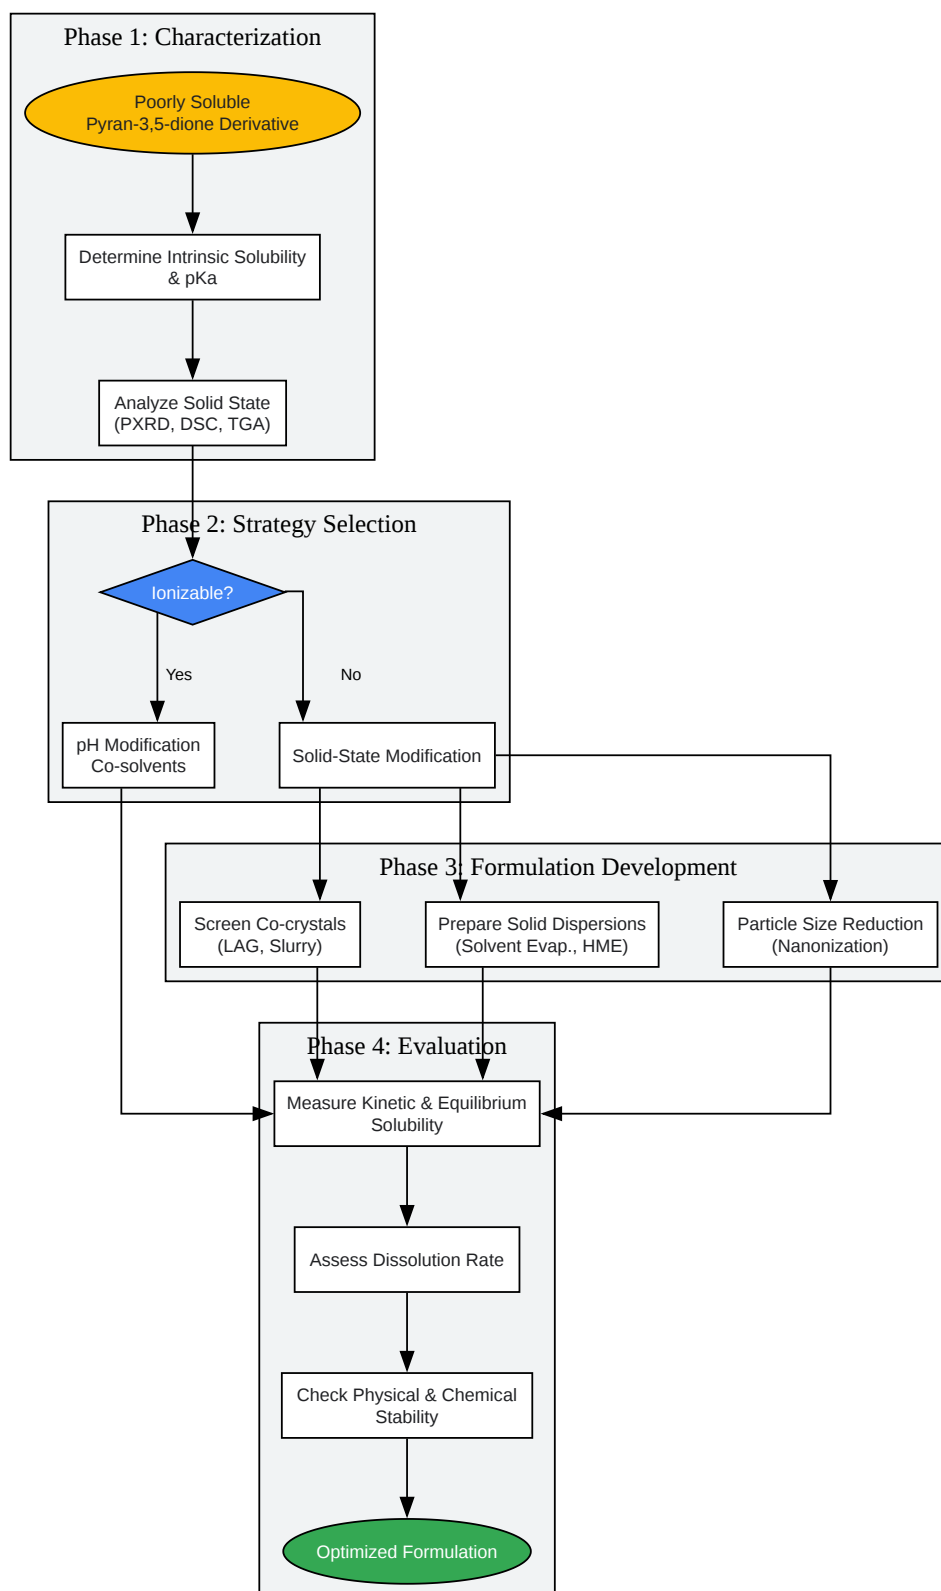 Phase 1: Characterization
Poorly Soluble
Pyran-3,5-dione Derivative
Determine Intrinsic Solubility
& pKa
Analyze Solid State
(PXRD, DSC, TGA)
Phase 2: Strategy Selection
Ionizable?
Yes
No
pH Modification
Co-solvents
Solid-State Modification
Phase 3: Formulation Development
Screen Co-crystals
(LAG, Slurry)
Prepare Solid Dispersions
(Solvent Evap., HME)
Particle Size Reduction
(Nanonization)
Phase 4: Evaluation
Measure Kinetic & Equilibrium
Solubility
Assess Dissolution Rate
Check Physical & Chemical
Stability
Optimized Formulation